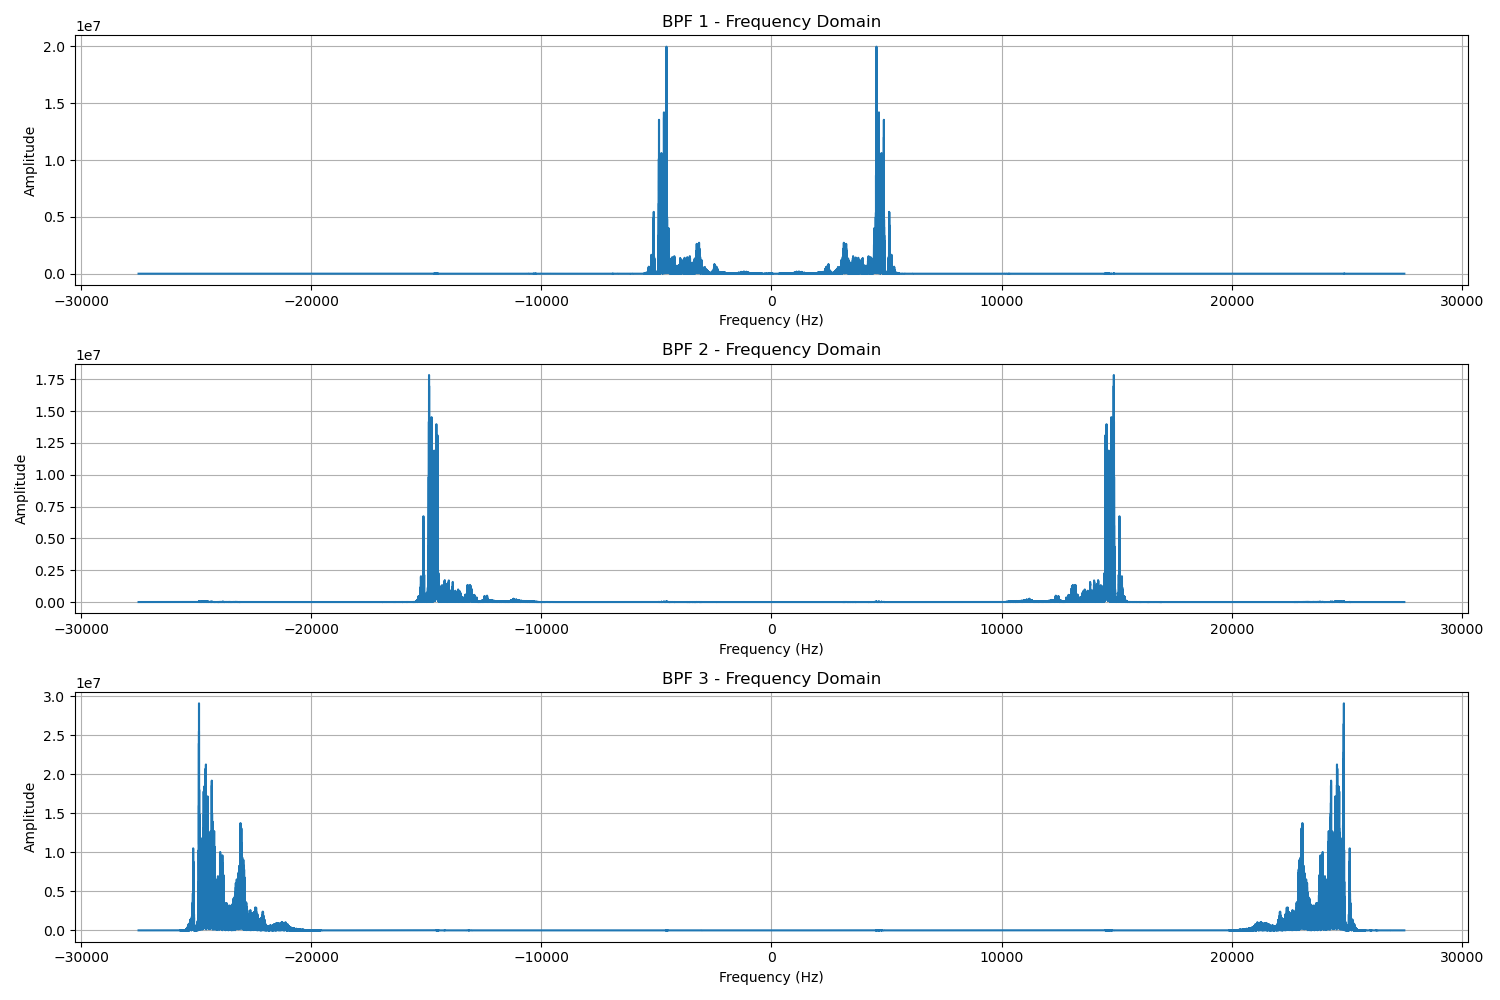 BPF 1 - Frequency Domain
1e7
2.0
1.5
1.0
0.5
0.0
Amplitude
−30000 −20000 −10000 0 10000 20000 30000
Frequency (Hz)
BPF 2 - Frequency Domain
1e7
1.75
1.50
1.25
1.00
0.75
0.50
0.25
0.00
Amplitude
−30000 −20000 −10000 0 10000 20000 30000
Frequency (Hz)
BPF 3 - Frequency Domain
1e7
3.0
2.5
2.0
1.5
1.0
0.5
0.0
Amplitude
−30000 −20000 −10000 0 10000 20000 30000
Frequency (Hz)